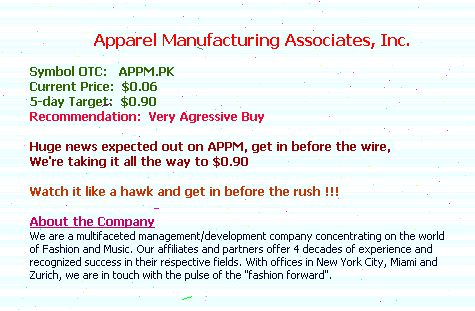 Apparel Manufacturing Associates, Inc.
Symbol OTC: APPM.PK
Current Price: $0.06
5-day Target: $0.90
Recommendation: Very Agressive Buy
Huge news expected out on APPM, get in before the wire,
We're taking it all the way to $0.90
Watch it like a hawk and get in before the rush !!!
About the Company
We are a multifaceted management/development company concentrating on the world
of Fashion and Music. Our affiliates and partners offer 4 decades of experience and
recognized success in their respective fields. With offices in New York City, Miami and
Zurich, we are in touch with the pulse of the "fashion forward".